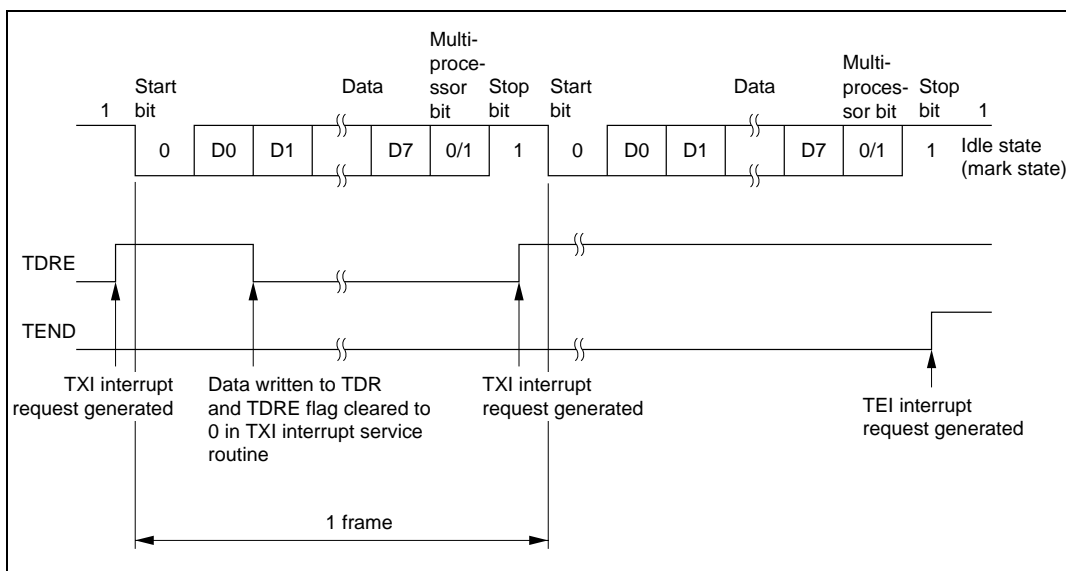 1
Start
bit
Data
Multi-
proce-
ssor
bit
Stop
bit
Start
bit
Data
Multi-
proces-
sor bit
Stop
bit
1
0
D0
D1
D7
0/1
1
0
D0
D1
D7
0/1
1
Idle state
(mark state)
TDRE
TEND
TXI interrupt
request generated
Data written to TDR
and TDRE flag cleared to
0 in TXI interrupt service
routine
TXI interrupt
request generated
TEI interrupt
request generated
1 frame